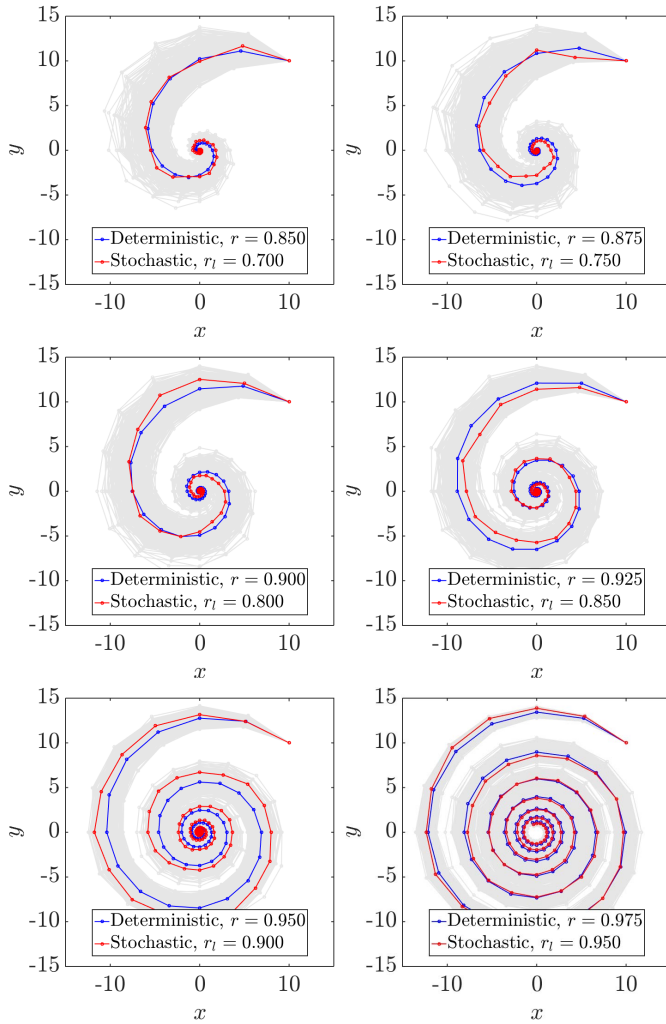 15
10
5
0
-5
-10
-15
y
Deterministic, r = 0.850
Stochastic, r_l = 0.700
-10 0 10
x
15
10
5
0
-5
-10
-15
y
Deterministic, r = 0.875
Stochastic, r_l = 0.750
-10 0 10
x
15
10
5
0
-5
-10
-15
y
Deterministic, r = 0.900
Stochastic, r_l = 0.800
-10 0 10
x
15
10
5
0
-5
-10
-15
y
Deterministic, r = 0.925
Stochastic, r_l = 0.850
-10 0 10
x
15
10
5
0
-5
-10
-15
y
Deterministic, r = 0.950
Stochastic, r_l = 0.900
-10 0 10
x
15
10
5
0
-5
-10
-15
y
Deterministic, r = 0.975
Stochastic, r_l = 0.950
-10 0 10
x